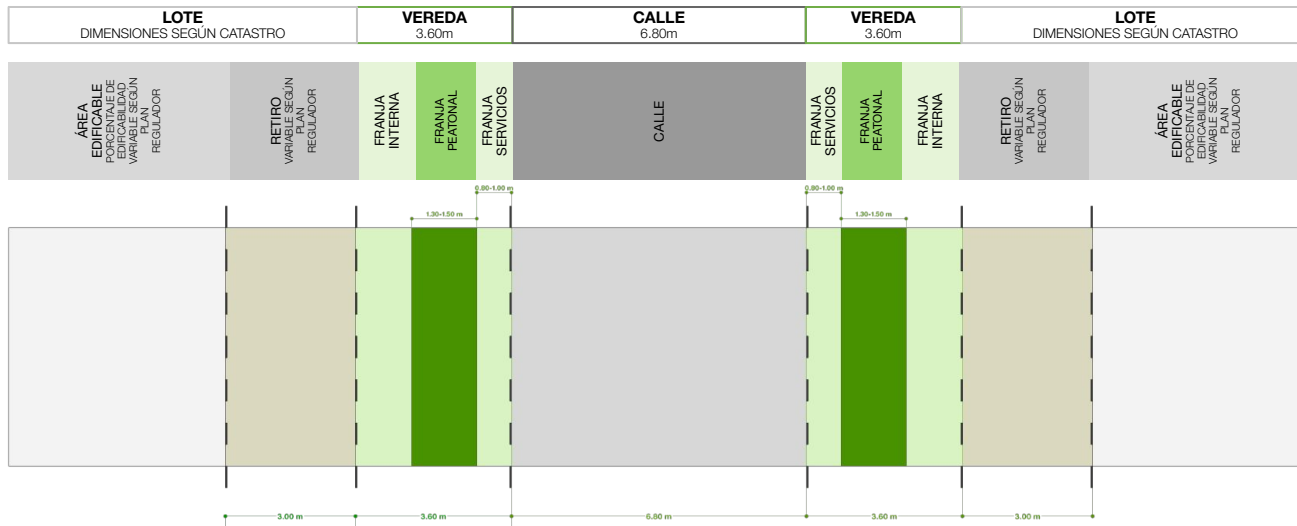 LOTE
DIMENSIONES SEGÚN CATASTRO
VEREDA
3.60m
CALLE
6.80m
VEREDA
3.60m
LOTE
DIMENSIONES SEGÚN CATASTRO
ÁREA
EDIFICABLE
PORCENTAJE DE
EDIFICABILIDAD
VARIABLE SEGÚN
PLAN
REGULADOR
RETIRO
VARIABLE SEGÚN
PLAN
REGULADOR
FRANJA
INTERNA
FRANJA
PEATONAL
FRANJA
SERVICIOS
CALLE
FRANJA
SERVICIOS
FRANJA
PEATONAL
FRANJA
INTERNA
RETIRO
VARIABLE SEGÚN
PLAN
REGULADOR
ÁREA
EDIFICABLE
PORCENTAJE DE
EDIFICABILIDAD
VARIABLE SEGÚN
PLAN
REGULADOR
0.80-1.00 m
0.80-1.00 m
1.30-1.50 m
1.30-1.50 m
3.00 m
3.60 m
6.80 m
3.60 m
3.00 m